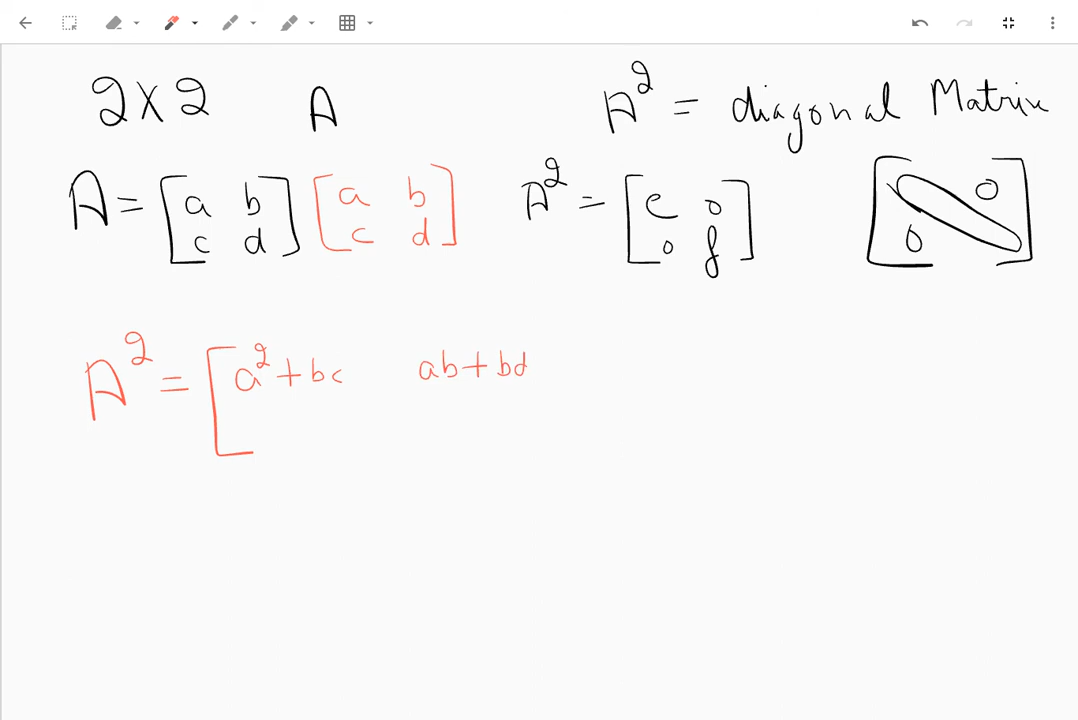 2 X 2 A A² = diagonal Matrix
A = [a b; c d] [a b; c d] A² = [e 0; 0 f] [0; 0]
A² = [a² + bc ab + bd